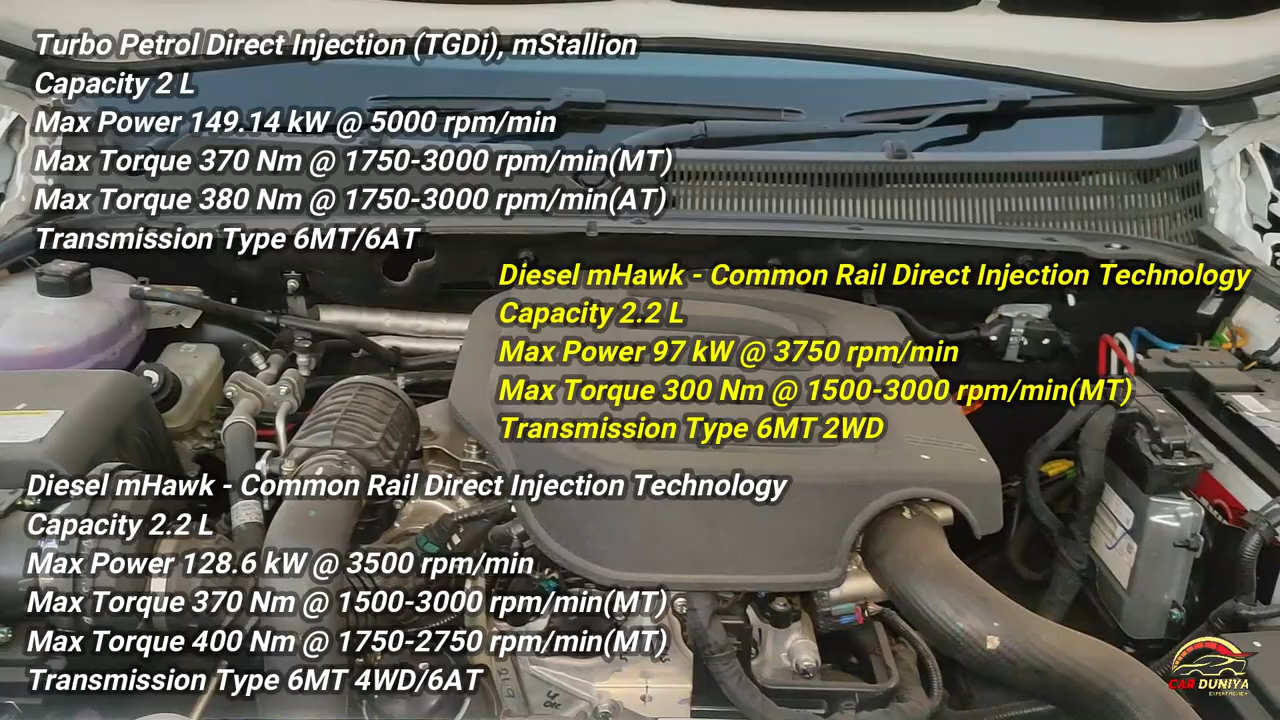 Turbo Petrol Direct Injection (TGDi), mStallion
Capacity 2 L
Max Power 149.14 kW @ 5000 rpm/min
Max Torque 370 Nm @ 1750-3000 rpm/min(MT)
Max Torque 380 Nm @ 1750-3000 rpm/min(AT)
Transmission Type 6MT/6AT
Diesel mHawk - Common Rail Direct Injection Technology
Capacity 2.2 L
Max Power 97 kW @ 3750 rpm/min
Max Torque 300 Nm @ 1500-3000 rpm/min(MT)
Transmission Type 6MT 2WD
Diesel mHawk - Common Rail Direct Injection Technology
Capacity 2.2 L
Max Power 128.6 kW @ 3500 rpm/min
Max Torque 370 Nm @ 1500-3000 rpm/min(MT)
Max Torque 400 Nm @ 1750-2750 rpm/min(MT)
Transmission Type 6MT 4WD/6AT
CAR DUNIYA
EXPERT REVIEW